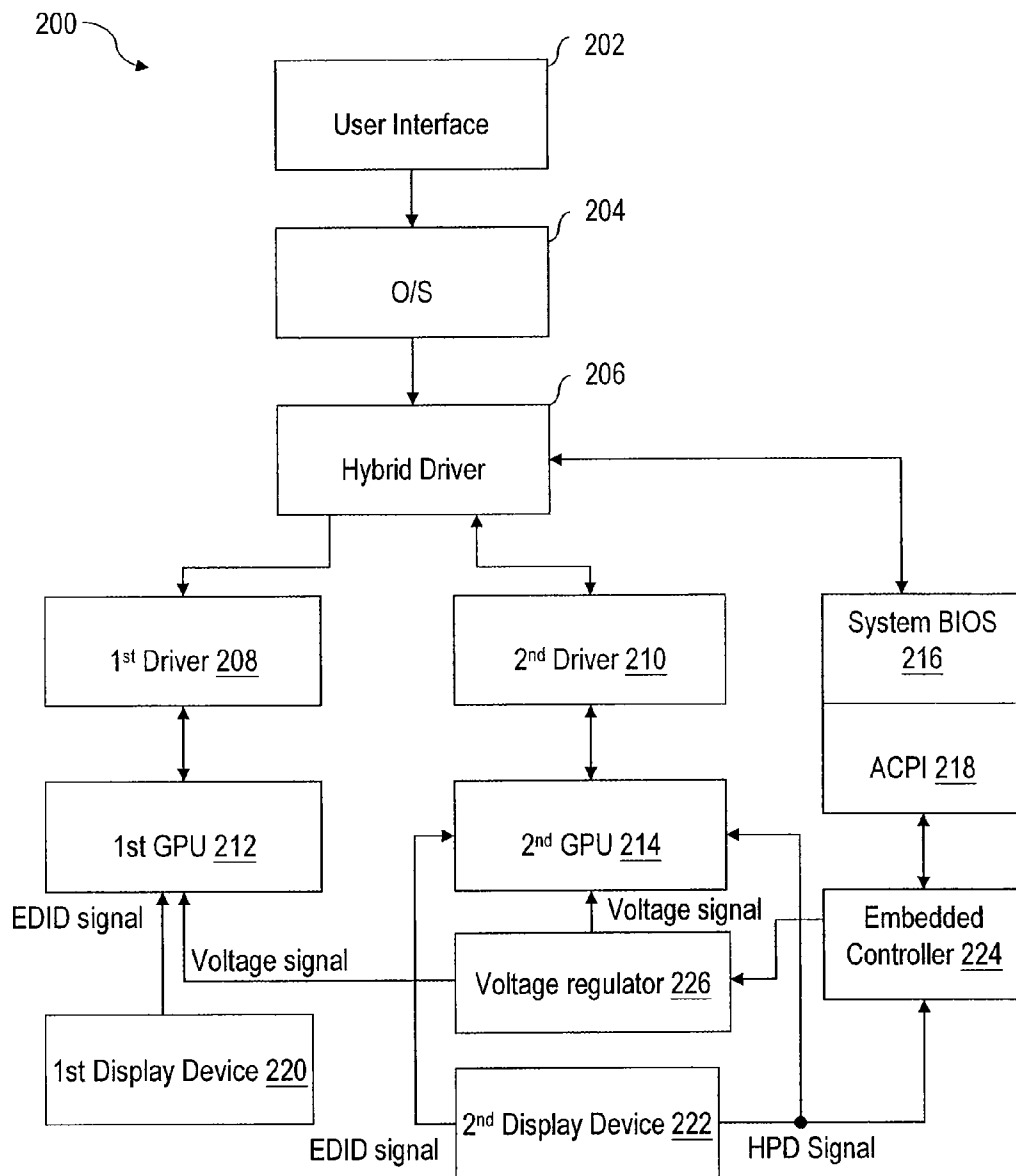 200
202
User Interface
204
O/S
206
Hybrid Driver
1st Driver 208
2nd Driver 210
System BIOS
216
ACPI 218
1st GPU 212
2nd GPU 214
EDID signal
Voltage signal
Voltage signal
Embedded
Controller 224
Voltage regulator 226
1st Display Device 220
2nd Display Device 222
EDID signal
HPD Signal